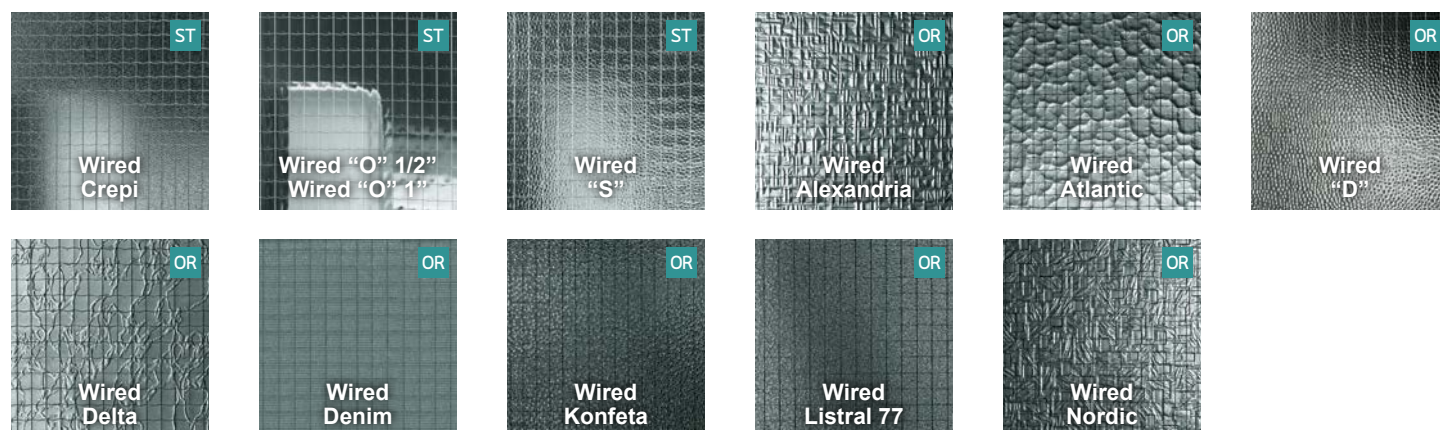 ST
Wired
Crepi
ST
Wired “O” 1/2”
Wired “O” 1”
ST
Wired
“S”
OR
Wired
Alexandria
OR
Wired
Atlantic
OR
Wired
“D”
OR
Wired
Delta
OR
Wired
Denim
OR
Wired
Konfeta
OR
Wired
Listral 77
OR
Wired
Nordic